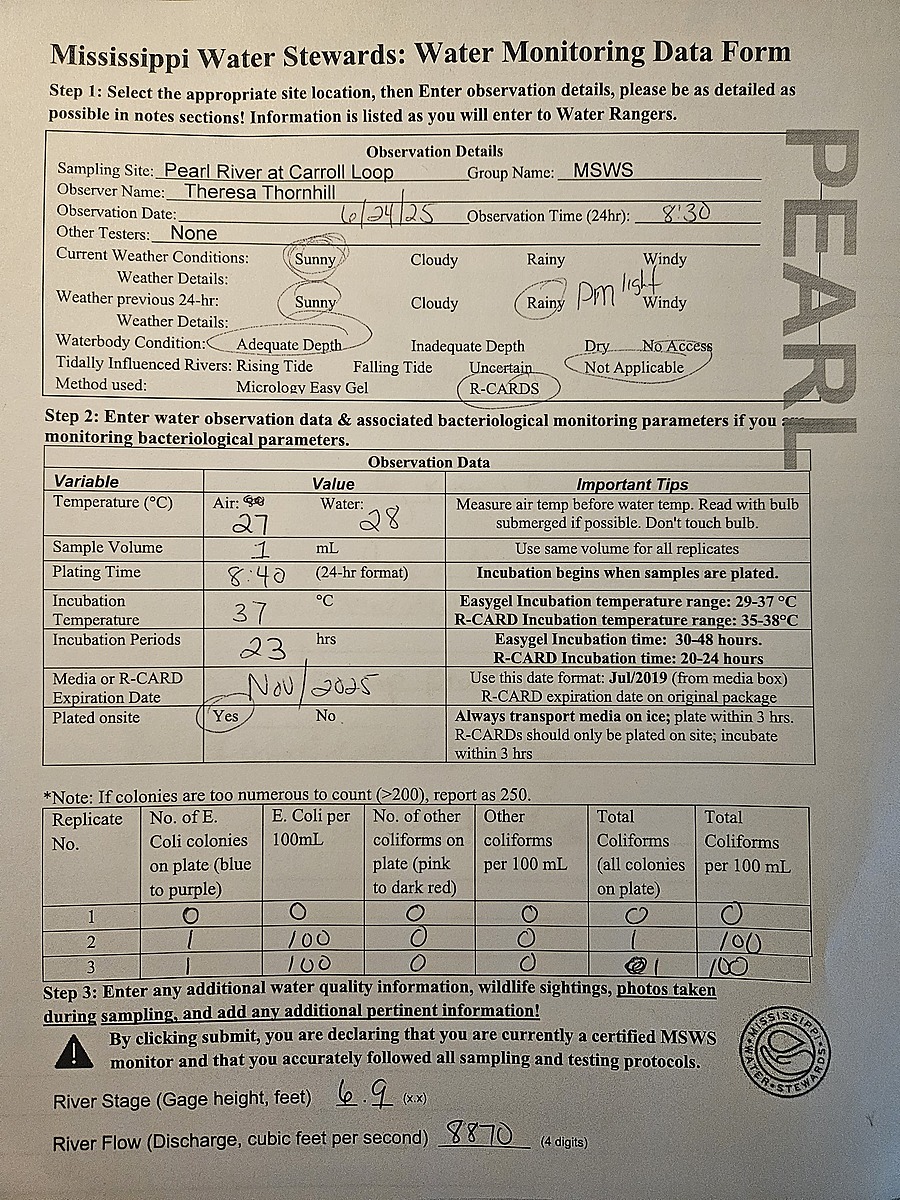 Mississippi Water Stewards: Water Monitoring Data Form
Step 1: Select the appropriate site location, then Enter observation details, please be as detailed as
possible in notes sections! Information is listed as you will enter to Water Rangers.
PEARL
Observation Details
Sampling Site: Pearl River at Carroll Loop Group Name: MSWS
Observer Name: Theresa Thornhill
Observation Date: 6/24/25 Observation Time (24hr): 8:30
Other Testers: None
Current Weather Conditions: Sunny Cloudy Rainy Windy
Weather Details:
Weather previous 24-hr: Sunny Cloudy Rainy pm light Windy
Weather Details:
Waterbody Condition: Adequate Depth Inadequate Depth Dry No Access
Tidally Influenced Rivers: Rising Tide Falling Tide Uncertain Not Applicable
Method used: Micrology Easy Gel R-CARDS
Step 2: Enter water observation data & associated bacteriological monitoring parameters if you
monitoring bacteriological parameters.
Observation Data
Variable Value Important Tips
Temperature (°C) Air: 27 Water: 28 Measure air temp before water temp. Read with bulb
submerged if possible. Don't touch bulb.
Sample Volume 1 mL Use same volume for all replicates
Plating Time 8:40 (24-hr format) Incubation begins when samples are plated.
Incubation 37 °C Easygel Incubation temperature range: 29-37 °C
Temperature R-CARD Incubation temperature range: 35-38°C
Incubation Periods 23 hrs Easygel Incubation time: 30-48 hours.
R-CARD Incubation time: 20-24 hours
Media or R-CARD Nov/2025 Use this date format: Jul/2019 (from media box)
Expiration Date R-CARD expiration date on original package
Plated onsite Yes No Always transport media on ice; plate within 3 hrs.
R-CARDs should only be plated on site; incubate
within 3 hrs
*Note: If colonies are too numerous to count (>200), report as 250.
Replicate No. of E. E. Coli per No. of other Other Total Total
No. Coli colonies 100mL coliforms on coliforms Coliforms Coliforms
on plate (blue plate (pink per 100 mL (all colonies per 100 mL
to purple) to dark red) on plate)
1 0 0 0 0 0 0
2 1 100 0 0 1 100
3 1 100 0 0 1 100
Step 3: Enter any additional water quality information, wildlife sightings, photos taken
during sampling, and add any additional pertinent information!
By clicking submit, you are declaring that you are currently a certified MSWS
monitor and that you accurately followed all sampling and testing protocols.
MISSISSIPPI WATER STEWARDS
River Stage (Gage height, feet) 6.9 (x.x)
River Flow (Discharge, cubic feet per second) 8870 (4 digits)